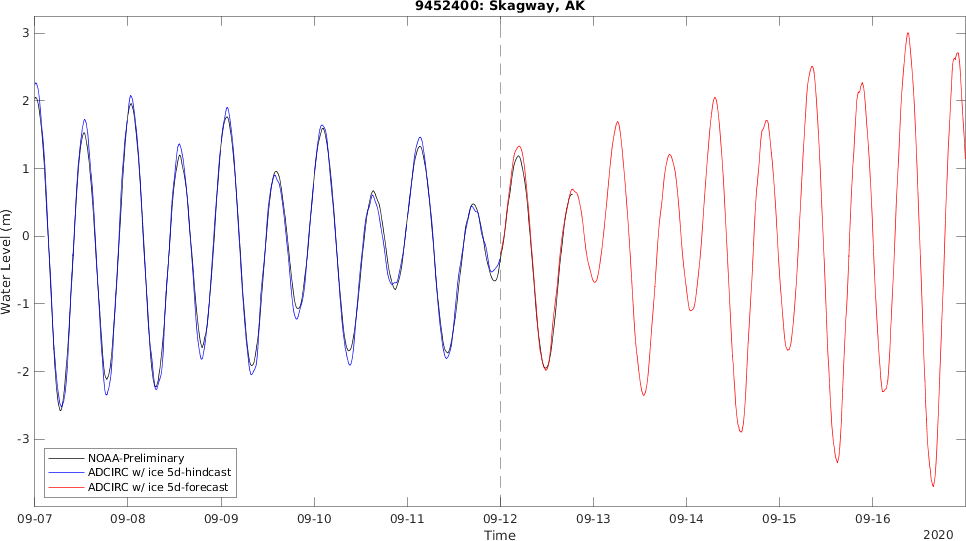 9452400: Skagway, AK
3
2
1
0
-1
-2
-3
Water Level (m)
NOAA-Preliminary
ADCIRC w/ ice 5d-hindcast
ADCIRC w/ ice 5d-forecast
09-07 09-08 09-09 09-10 09-11 09-12 09-13 09-14 09-15 09-16
Time
2020